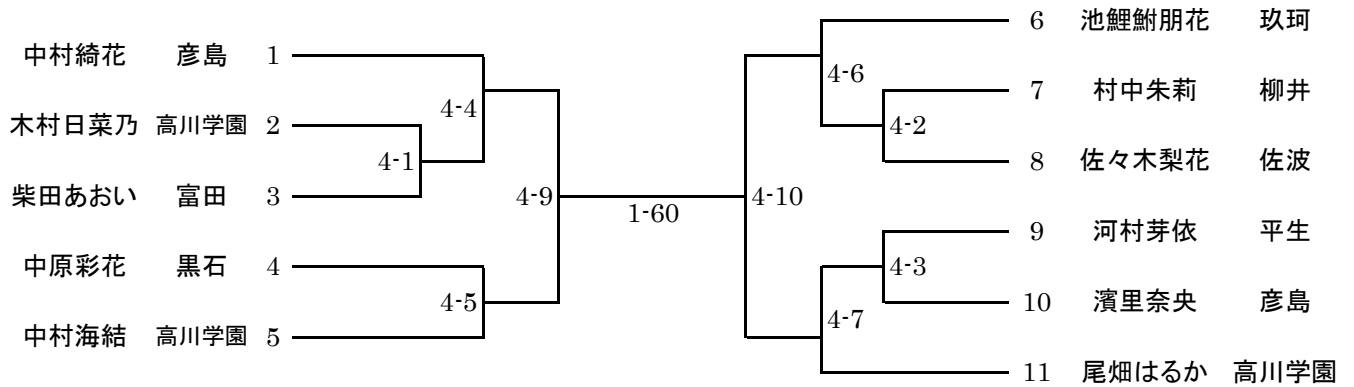 中村綺花 彦島 1
木村日菜乃 高川学園 2
柴田あおい 富田 3
中原彩花 黒石 4
中村海結 高川学園 5
4-1
4-4
4-5
4-9
1-60
4-10
4-6
4-2
4-3
4-7
6 池鯉鮒朋花 玖珂
7 村中朱莉 柳井
8 佐々木梨花 佐波
9 河村芽依 平生
10 濱里奈央 彦島
11 尾畑はるか 高川学園